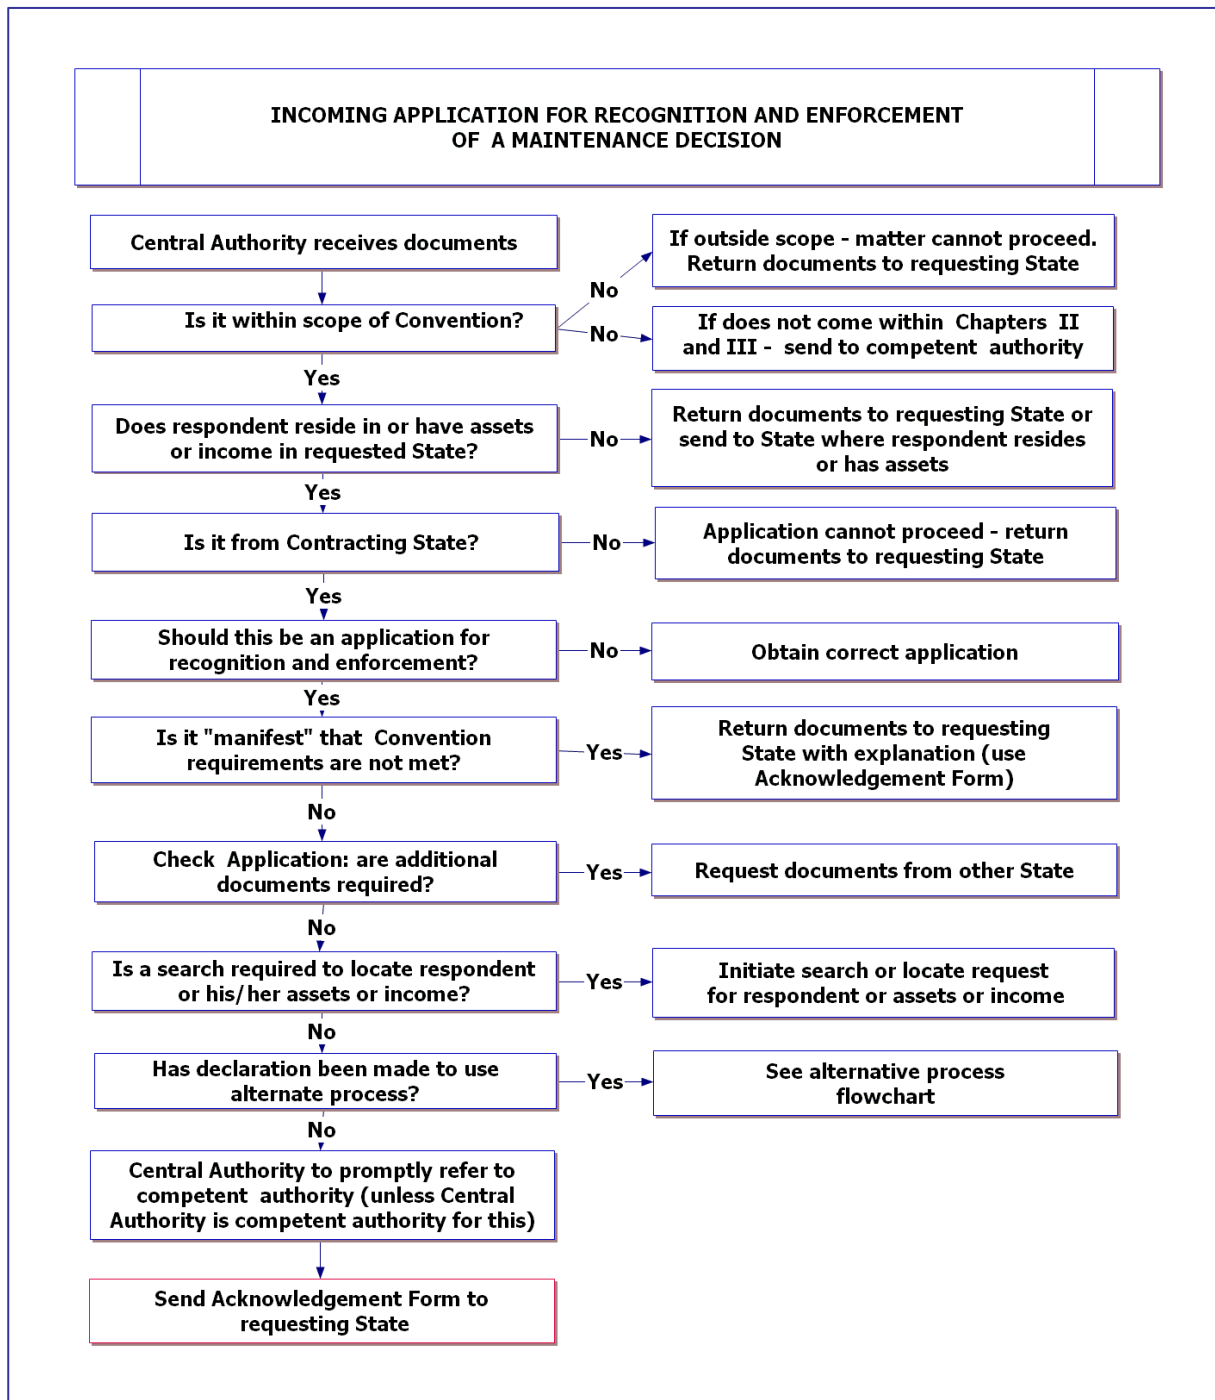 INCOMING APPLICATION FOR RECOGNITION AND ENFORCEMENT
OF A MAINTENANCE DECISION
Central Authority receives documents
If outside scope - matter cannot proceed.
Return documents to requesting State
No
Is it within scope of Convention?
No
If does not come within Chapters II
and III - send to competent authority
Yes
Does respondent reside in or have assets
or income in requested State?
No
Return documents to requesting State or
send to State where respondent resides
or has assets
Yes
Is it from Contracting State?
No
Application cannot proceed - return
documents to requesting State
Yes
Should this be an application for
recognition and enforcement?
No
Obtain correct application
Yes
Is it "manifest" that Convention
requirements are not met?
Yes
Return documents to requesting
State with explanation (use
Acknowledgement Form)
No
Check Application: are additional
documents required?
Yes
Request documents from other State
No
Is a search required to locate respondent
or his/her assets or income?
Yes
Initiate search or locate request
for respondent or assets or income
No
Has declaration been made to use
alternate process?
Yes
See alternative process
flowchart
No
Central Authority to promptly refer to
competent authority (unless Central
Authority is competent authority for this)
Send Acknowledgement Form to
requesting State